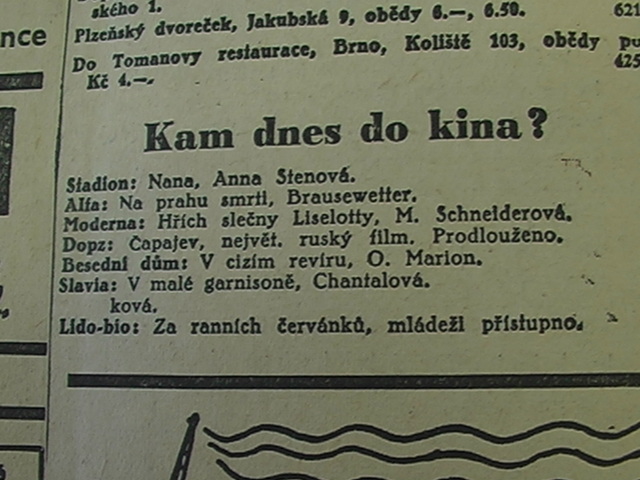 nce
ského 1.
Plzeňský dvoreček, Jakubská 9, obědy 6.—, 6.50.
621
Do Tomanovy restaurace, Brno, Koliště 103, obědy
Kč 4.—.
425
Kam dnes do kina?
Stadion: Nana, Anna Stenová.
Alfa: Na prahu smrti, Brausewetter.
Moderna: Hřích slečny Liselotty, M. Schneiderová.
Dopz: Čapajev, největ. ruský film. Prodlouženo.
Besední dům: V cizím revíru, O. Marion.
Slavia: V malé garnisoně, Chantalová
ková.
Lido-bio: Za ranních červánků, mládeži přístupno.